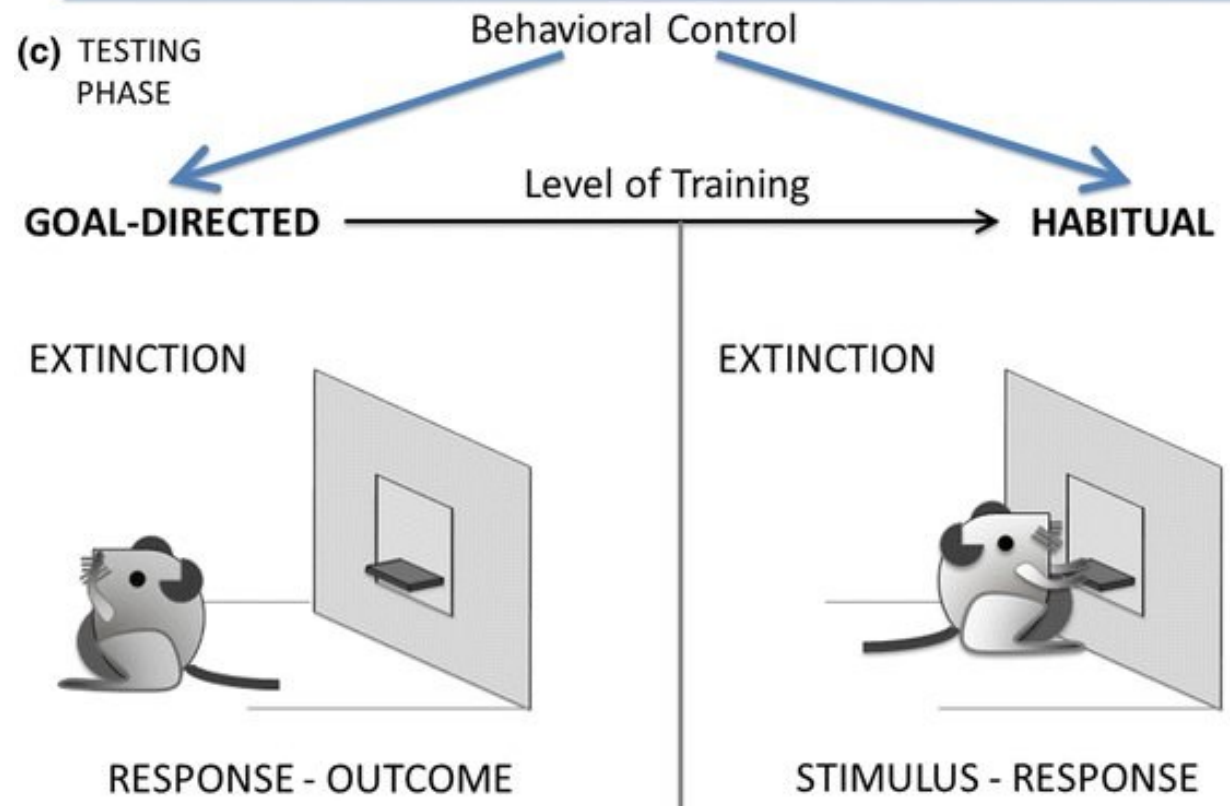 Behavioral Control
(c) TESTING
PHASE
Level of Training
GOAL-DIRECTED
HABITUAL
EXTINCTION
EXTINCTION
RESPONSE - OUTCOME
STIMULUS - RESPONSE